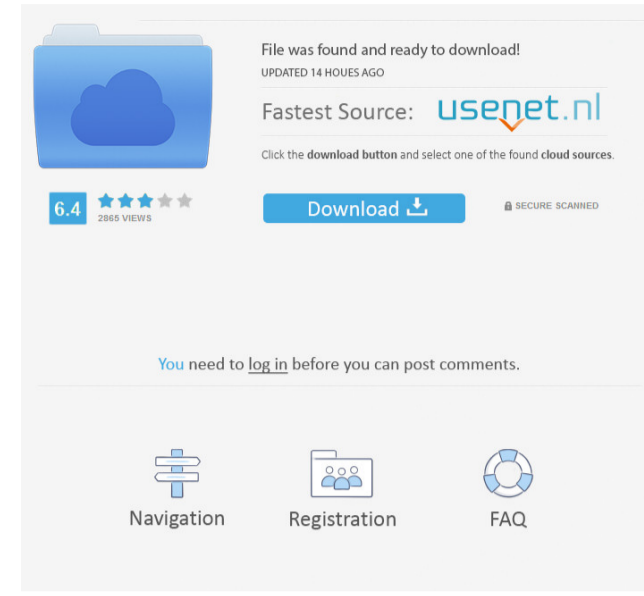 File was found and ready to download!
UPDATED 14 HOUES AGO
Fastest Source: usenet.nl
Click the download button and select one of the found cloud sources.
6.4
2865 VIEWS
Download
SECURE SCANNED
You need to log in before you can post comments.
Navigation
Registration
FAQ